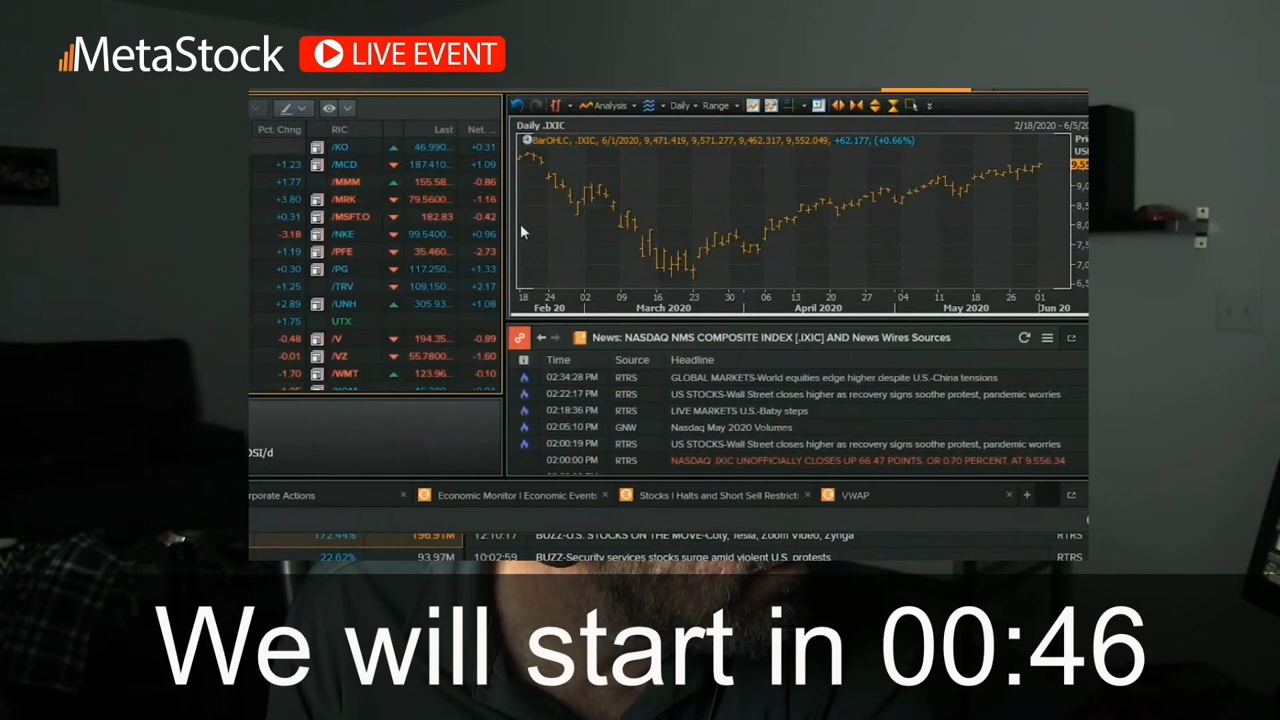 MetaStock LIVE EVENT
Analysis Daily Range
Pct. Chng RIC Last Net...
Daily .IXIC 2/18/2020 - 6/5/20
BarOHLC, .IXIC, 6/1/2020, 9,471.419, 9,571.277, 9,462.317, 9,552.049, +62.177, (+0.66%)
/KO 46.990... +0.31
+1.23 /MCD 187.410... +1.09
+1.77 /MMM 155.58... -0.86
+3.80 /MRK 79.5600... -1.16
+0.31 /MSFT.O 182.83 -0.42
-3.18 /NKE 99.5400... +0.96
+1.19 /PFE 35.460... -2.73
+0.30 /PG 117.250... +1.33
+1.25 /TRV 109.150... +2.17
+2.89 /UNH 305.93... +1.08
+1.75 UTX
-0.48 /V 194.35... -0.89
-0.01 /VZ 55.7800... -1.60
-1.70 /WMT 123.96... -0.10
9,0
8,5
8,0
7,5
7,0
6,5
18 24 02 09 16 23 30 06 13 20 27 04 11 18 26 01
Feb 20 March 2020 April 2020 May 2020 Jun 20
News: NASDAQ NMS COMPOSITE INDEX [.IXIC] AND News Wires Sources
Time Source Headline
02:34:28 PM RTRS GLOBAL MARKETS-World equities edge higher despite U.S.-China tensions
02:22:17 PM RTRS US STOCKS-Wall Street closes higher as recovery signs soothe protest, pandemic worries
02:18:36 PM RTRS LIVE MARKETS U.S.-Baby steps
02:05:10 PM GNW Nasdaq May 2020 Volumes
02:00:19 PM RTRS US STOCKS-Wall Street closes higher as recovery signs soothe protest, pandemic worries
02:00:00 PM RTRS NASDAQ .IXIC UNOFFICIALLY CLOSES UP 66.47 POINTS, OR 0.70 PERCENT, AT 9,556.34
OSI/d
rporate Actions Economic Monitor | Economic Events Stocks | Halts and Short Sell Restricti VWAP
172.44% 196.91M 12:10:17 BUZZ-U.S. STOCKS ON THE MOVE-Coty, Tesla, Zoom Video, Zynga RTRS
22.62% 93.97M 10:02:59 BUZZ-Security services stocks surge amid violent U.S. protests RTRS
We will start in 00:46